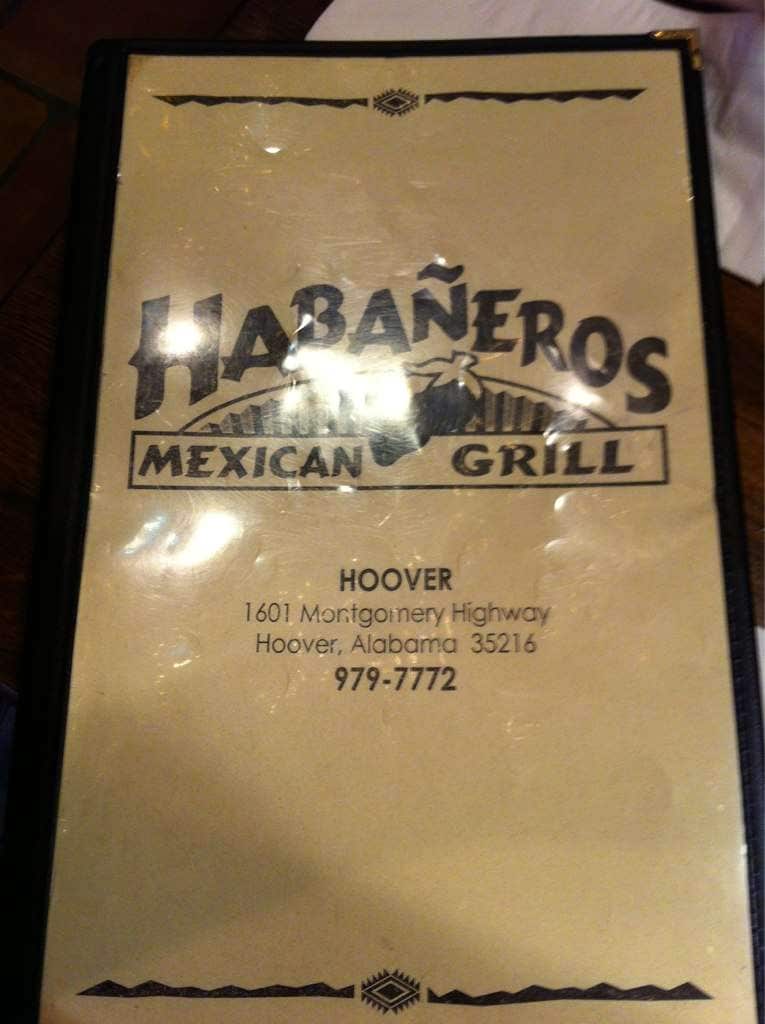 HABAÑEROS
MEXICAN GRILL
HOOVER
1601 Montgomery Highway
Hoover, Alabama 35216
979-7772